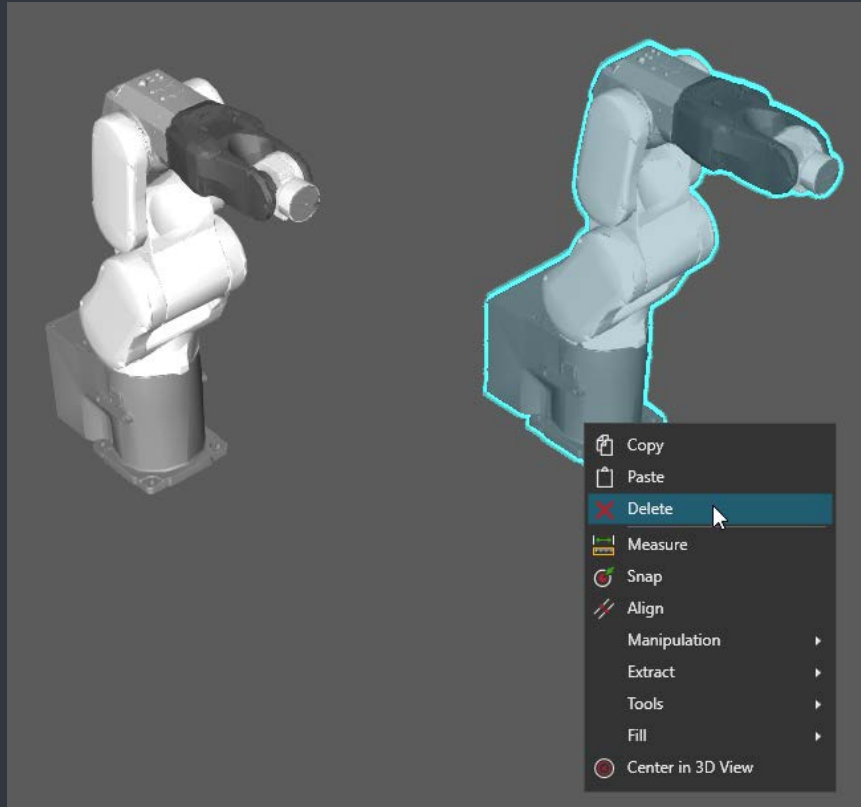 Copy
Paste
Delete
Measure
Snap
Align
Manipulation
Extract
Tools
Fill
Center in 3D View